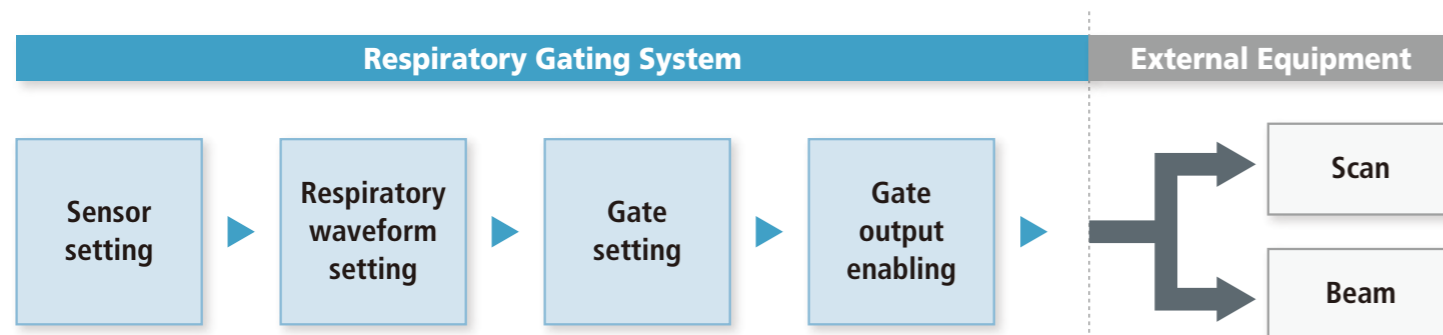 Respiratory Gating System
External Equipment
Sensor
setting
Respiratory
waveform
setting
Gate
setting
Gate
output
enabling
Scan
Beam